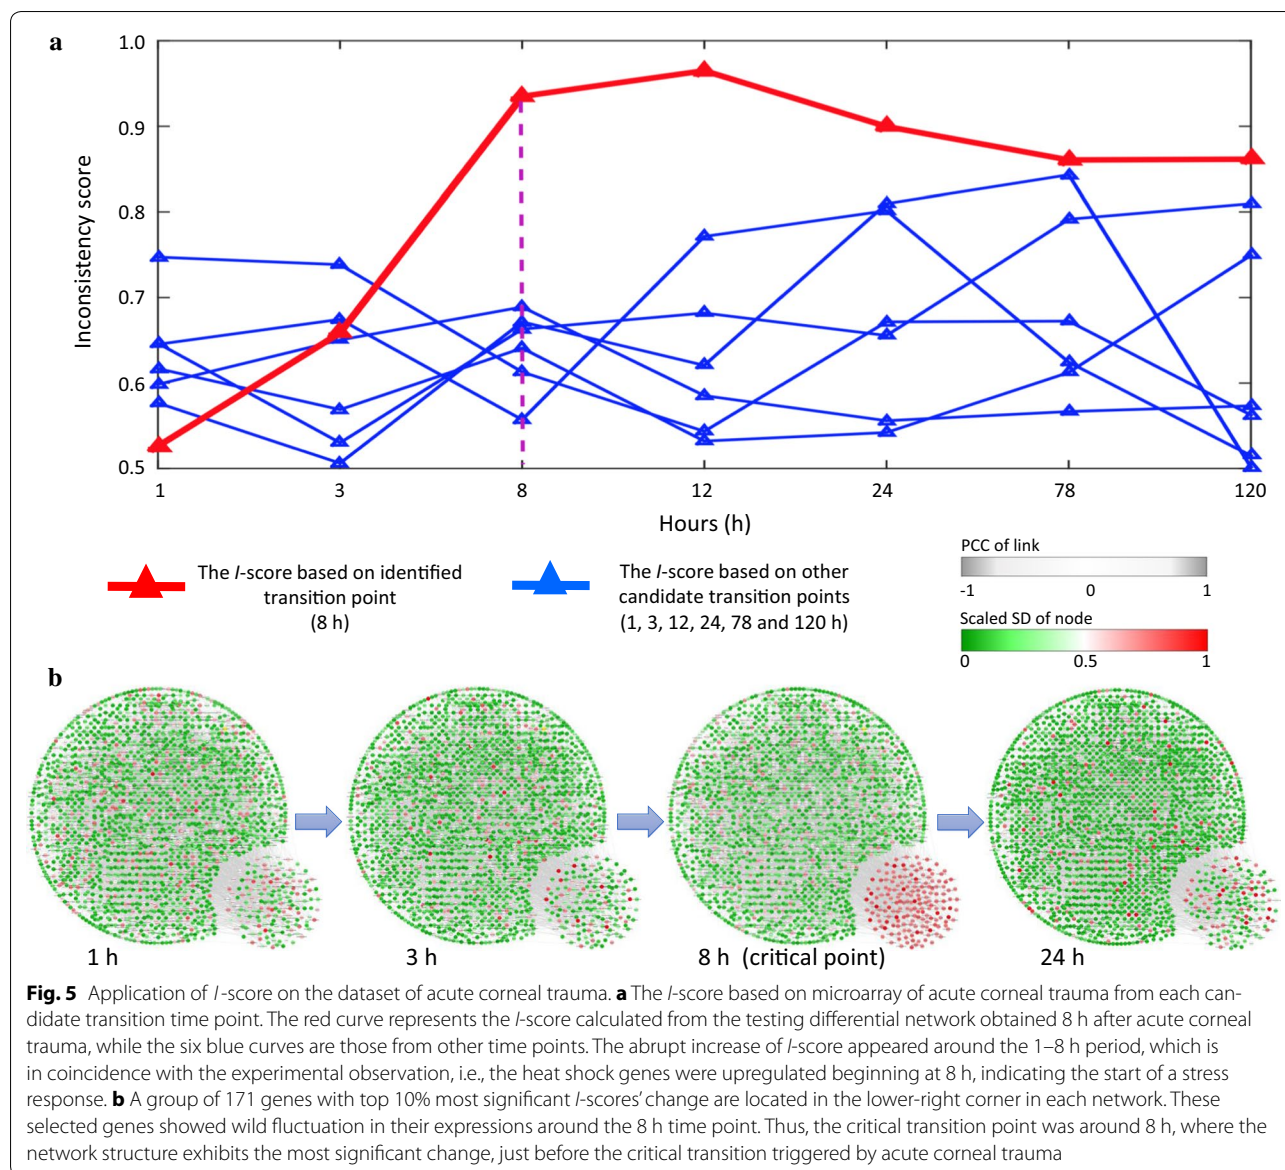 a
1.0
0.9
0.8
0.7
0.6
0.5
Inconsistency score
1 3 8 12 24 78 120
Hours (h)
The I-score based on identified
transition point
(8 h)
The I-score based on other
candidate transition points
(1, 3, 12, 24, 78 and 120 h)
PCC of link
-1 0 1
Scaled SD of node
0 0.5 1
b
1 h
3 h
8 h (critical point)
24 h
Fig. 5 Application of I-score on the dataset of acute corneal trauma. a The I-score based on microarray of acute corneal trauma from each can-
didate transition time point. The red curve represents the I-score calculated from the testing differential network obtained 8 h after acute corneal
trauma, while the six blue curves are those from other time points. The abrupt increase of I-score appeared around the 1–8 h period, which is
in coincidence with the experimental observation, i.e., the heat shock genes were upregulated beginning at 8 h, indicating the start of a stress
response. b A group of 171 genes with top 10% most significant I-scores’ change are located in the lower-right corner in each network. These
selected genes showed wild fluctuation in their expressions around the 8 h time point. Thus, the critical transition point was around 8 h, where the
network structure exhibits the most significant change, just before the critical transition triggered by acute corneal trauma